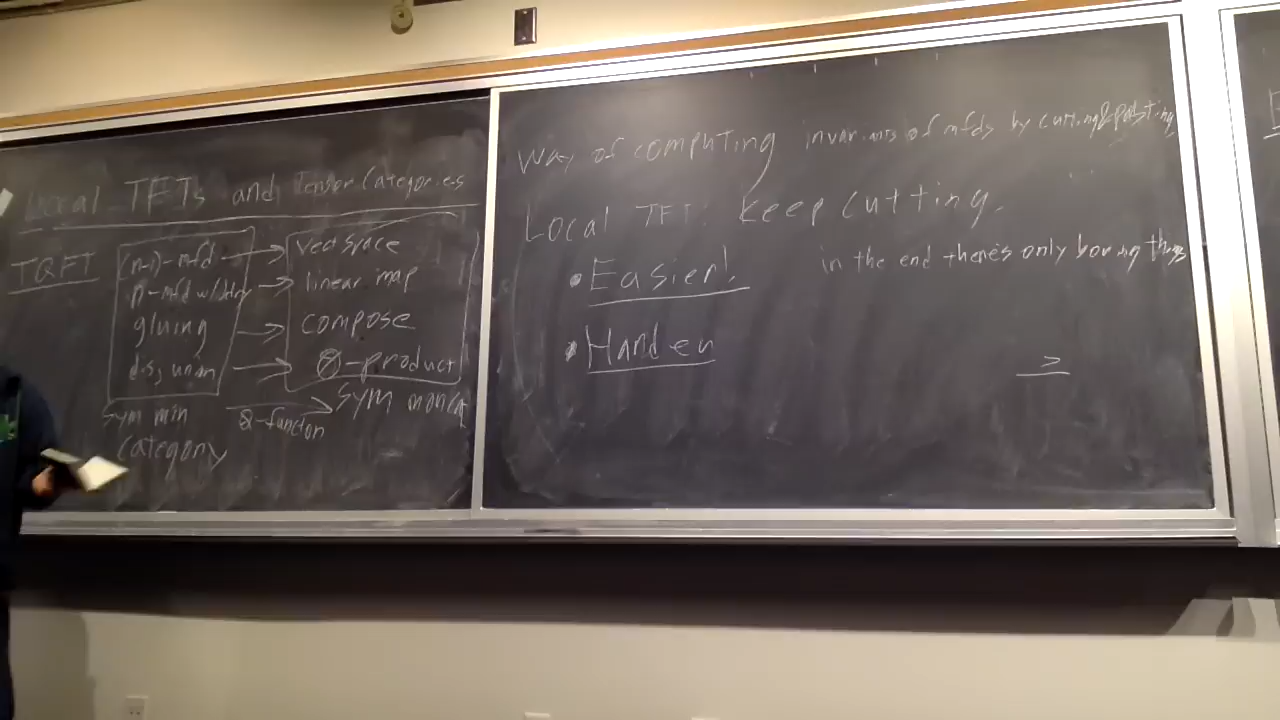 Local TFTs and Tensor Categories
TQFT
(n-1)-mfd → vect space
n-mfd w/ bdry → linear map
gluing → compose
disj union → ⊗-product
sym mon category
⊗-functor
sym mon cat
Way of computing invariants of mfds by cutting & pasting
Local TFT: keep cutting.
in the end there's only boring things
• Easier!
• Harder